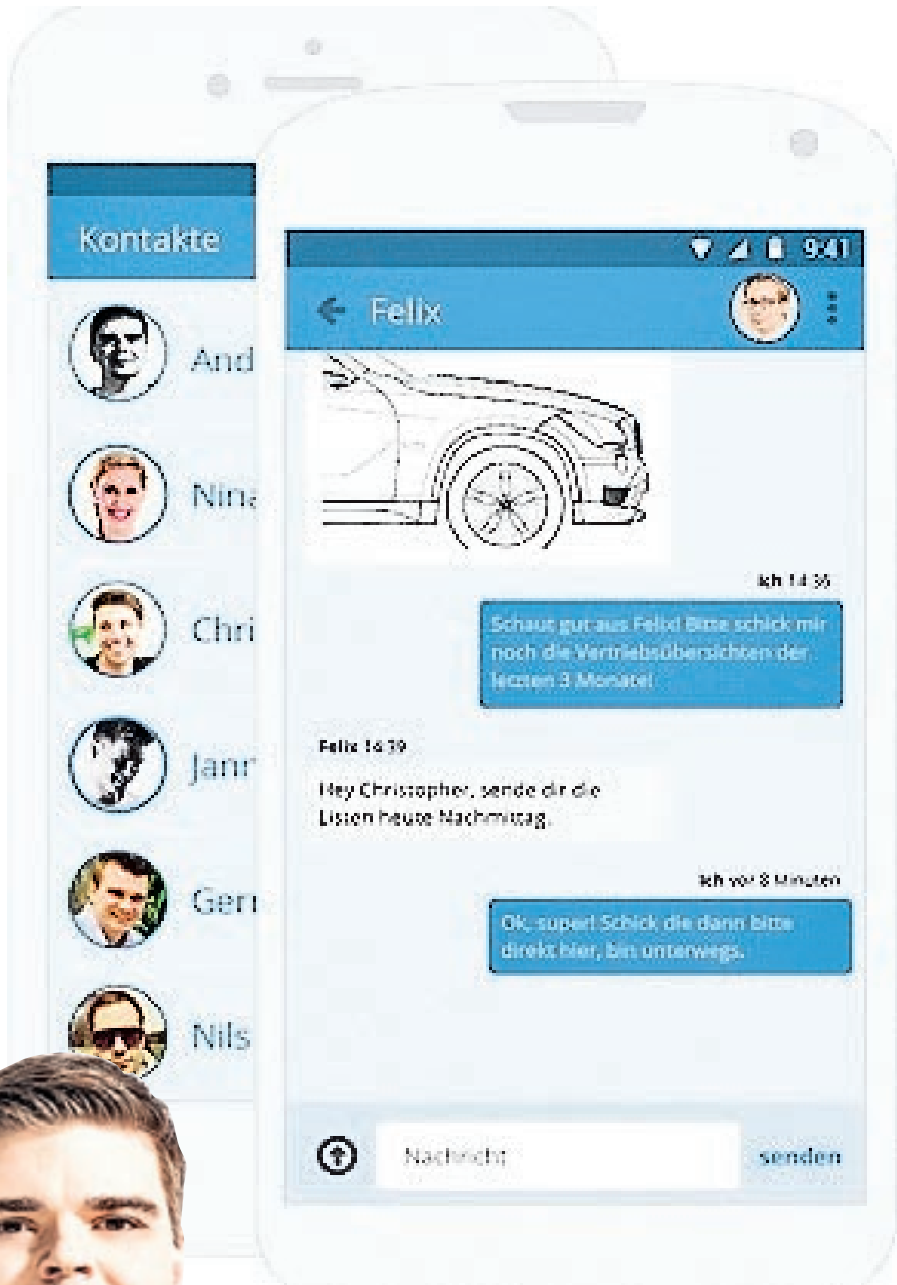 Kontakte
And
Nina
Chri
Jann
Gerr
Nils
9:41
Felix
Ich 14:36
Schaut gut aus Felix! Bitte schick mir
noch die Vertriebsübersichten der
letzten 3 Monate!
Felix 14:39
Hey Christopher, sende dir die
Listen heute Nachmittag.
Ich vor 8 Minuten
Ok, super! Schick die dann bitte
direkt hier, bin unterwegs.
Nachricht
senden